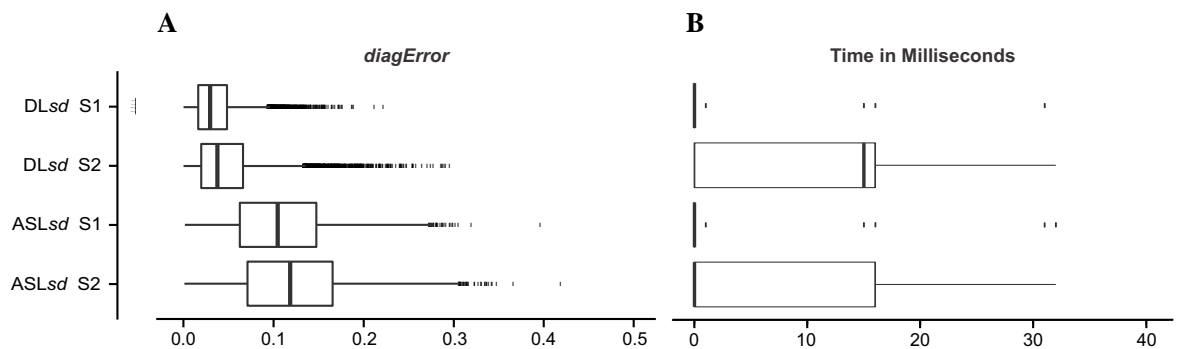 A
B
diagError
Time in Milliseconds
DLsd S1
DLsd S2
ASLsd S1
ASLsd S2
0.0 0.1 0.2 0.3 0.4 0.5
0 10 20 30 40